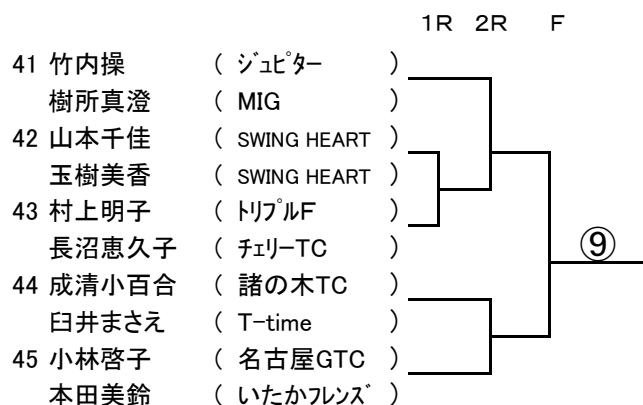 1R 2R F
41 竹内操 ( ｼﾞｭﾋﾟﾀｰ )
樹所真澄 ( MIG )
42 山本千佳 ( SWING HEART )
玉樹美香 ( SWING HEART )
43 村上明子 ( ﾄﾘﾌﾟﾙF )
長沼恵久子 ( ﾁｪﾘｰTC )
⑨
44 成清小百合 ( 諸の木TC )
臼井まさえ ( T-time )
45 小林啓子 ( 名古屋GTC )
本田美鈴 ( いたかﾌﾚﾝｽﾞ )